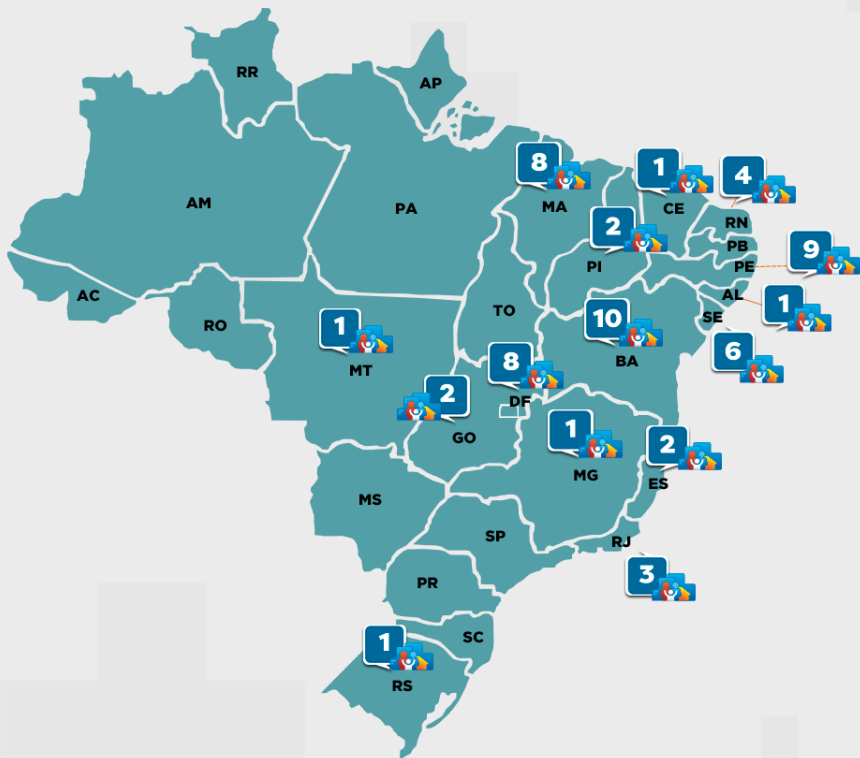 RR
AP
8
1
4
AM
PA
MA
CE
RN
2
PB
9
PI
PE
AC
AL
1
RO
TO
SE
1
10
6
MT
BA
8
2
DF
GO
1
2
MG
ES
MS
SP
RJ
3
PR
1
SC
RS